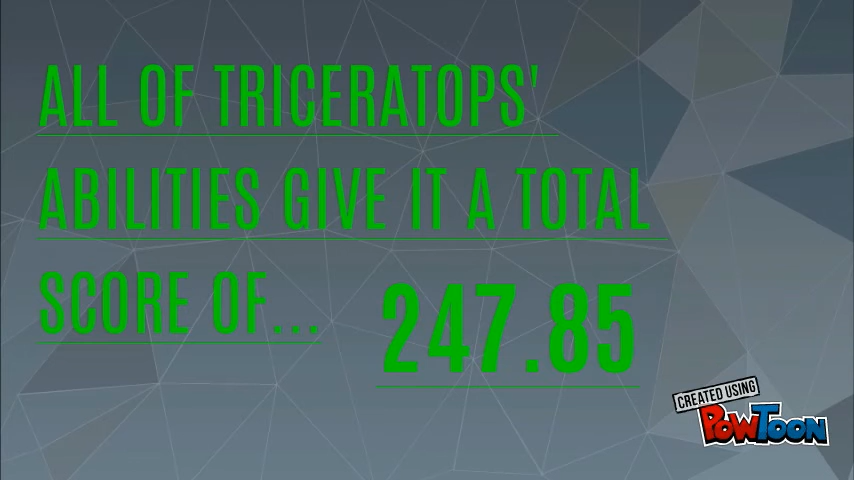 ALL OF TRICERATOPS'
ABILITIES GIVE IT A TOTAL
SCORE OF... 247.85
CREATED USING
POWTOON